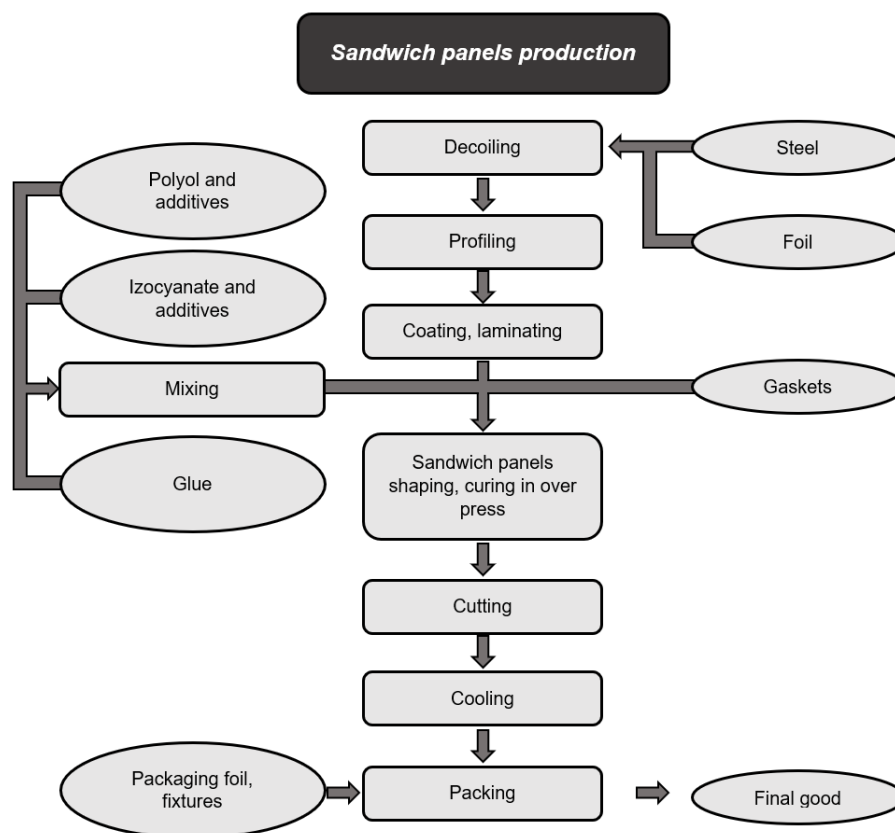 Sandwich panels production
Decoiling
Steel
Polyol and
additives
Profiling
Foil
Izocyanate and
additives
Coating, laminating
Mixing
Gaskets
Glue
Sandwich panels
shaping, curing in over
press
Cutting
Cooling
Packaging foil,
fixtures
Packing
Final good